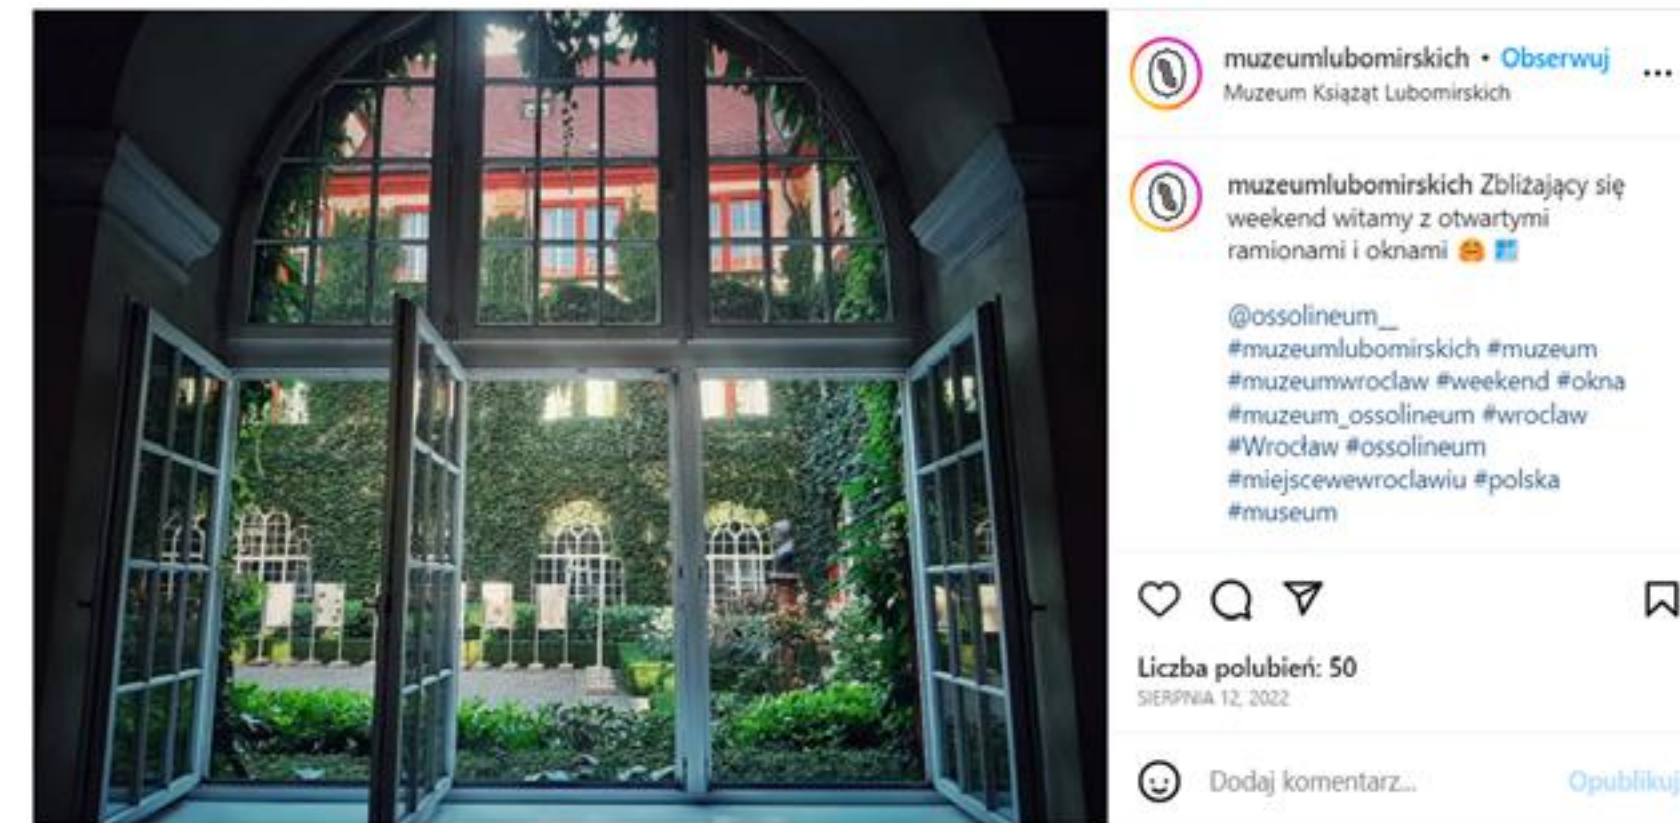 muzeumlubomirskich • Obserwuj
Muzeum Książąt Lubomirskich
muzeumlubomirskich Zbliżający się
weekend witamy z otwartymi
ramionami i oknami 🤗 🪟
@ossolineum__
#muzeumlubomirskich #muzeum
#muzeumwroclaw #weekend #okna
#muzeum_ossolineum #wroclaw
#Wrocław #ossolineum
#miejscewewroclawiu #polska
#museum
Liczba polubień: 50
SIERPNIA 12, 2022
Dodaj komentarz... Opublikuj